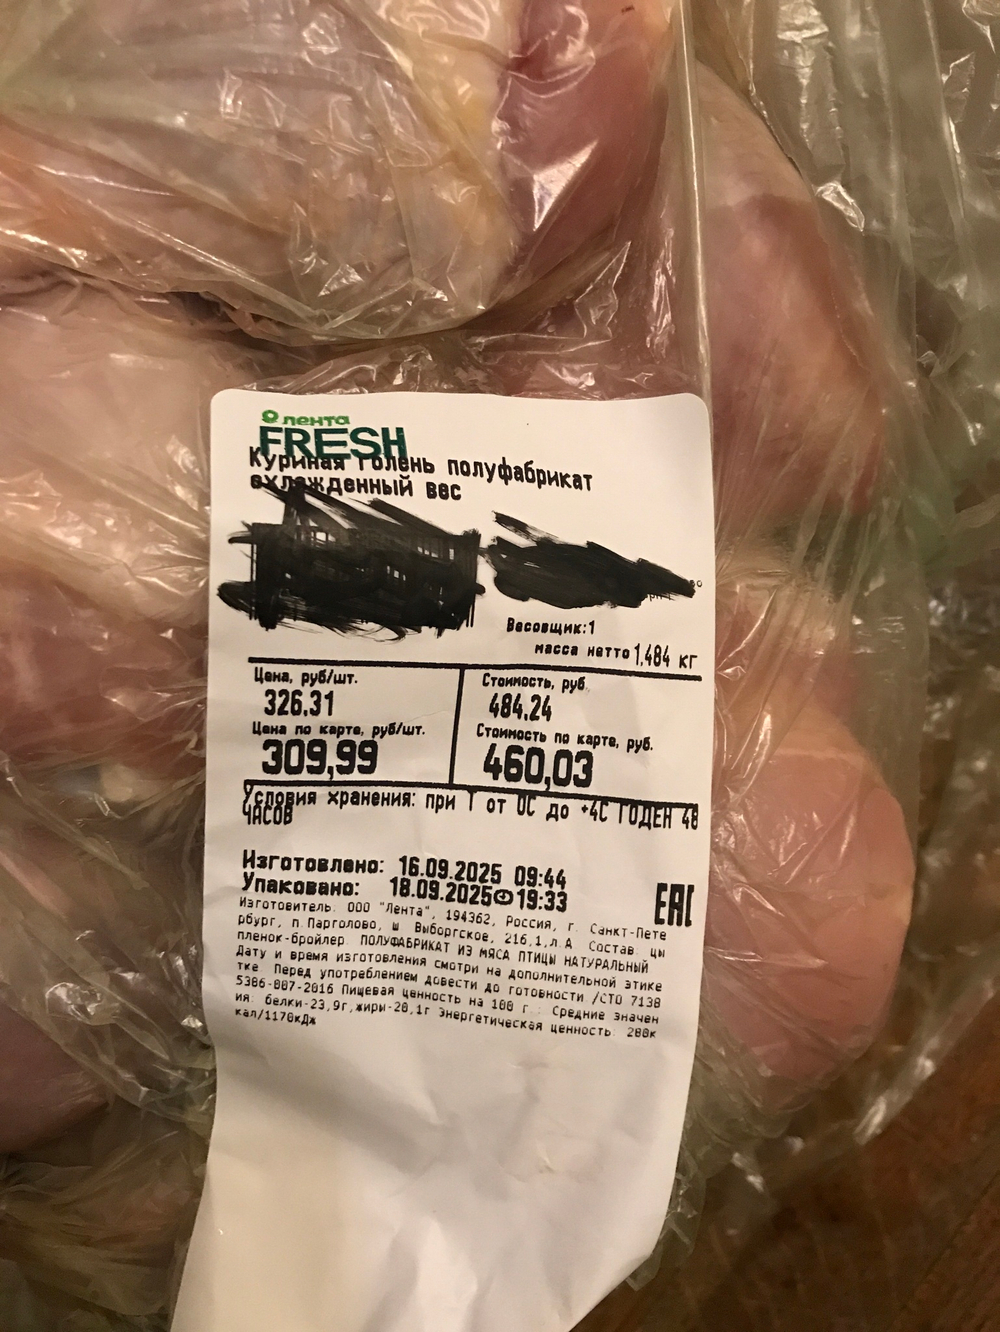 лента
FRESH
Куриная голень полуфабрикат
охлажденный вес
Весовщик:1
масса нетто 1,484 кг
Цена, руб/шт.
326,31
Цена по карте, руб/шт.
309,99
Стоимость, руб
484,24
Стоимость по карте, руб.
460,03
Условия хранения: при Т от 0С до +4С ГОДЕН 48
ЧАСОВ
Изготовлено: 16.09.2025 09:44
Упаковано: 18.09.2025 19:33
EAC
Изготовитель: ООО "Лента", 194362, Россия, г. Санкт-Пете
рбург, п.Парголово, ш Выборгское, 216,1,л.А Состав: цы
пленок-бройлер. ПОЛУФАБРИКАТ ИЗ МЯСА ПТИЦЫ НАТУРАЛЬНЫЙ
Дату и время изготовления смотри на дополнительной этике
тке. Перед употреблением довести до готовности /СТО 7138
5386-007-2016 Пищевая ценность на 100 г. Средние значен
ия: белки-23,9г,жиры-20,1г Энергетическая ценность: 280к
кал/1170кДж